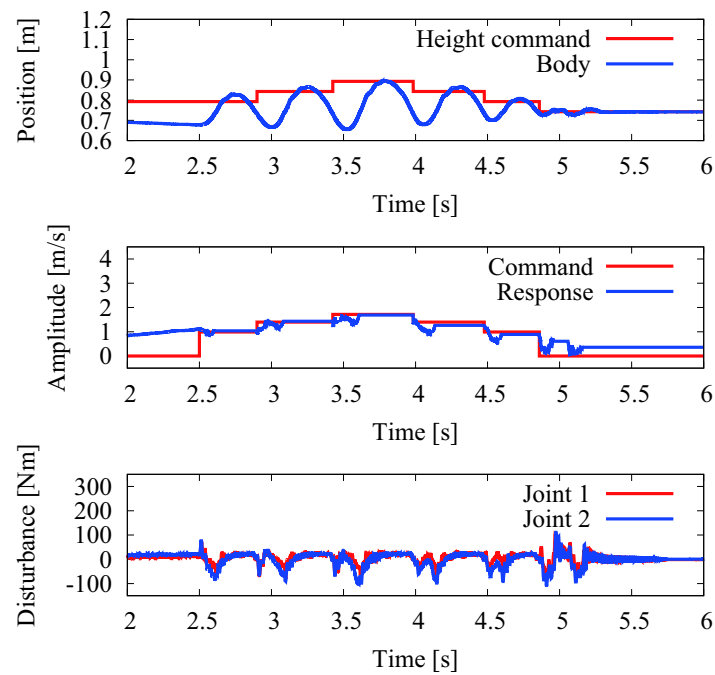 1.2
1.1
1
0.9
0.8
0.7
0.6
Position [m]
Height command
Body
2 2.5 3 3.5 4 4.5 5 5.5 6
Time [s]
4
3
2
1
0
Amplitude [m/s]
Command
Response
2 2.5 3 3.5 4 4.5 5 5.5 6
Time [s]
300
200
100
0
-100
Disturbance [Nm]
Joint 1
Joint 2
2 2.5 3 3.5 4 4.5 5 5.5 6
Time [s]